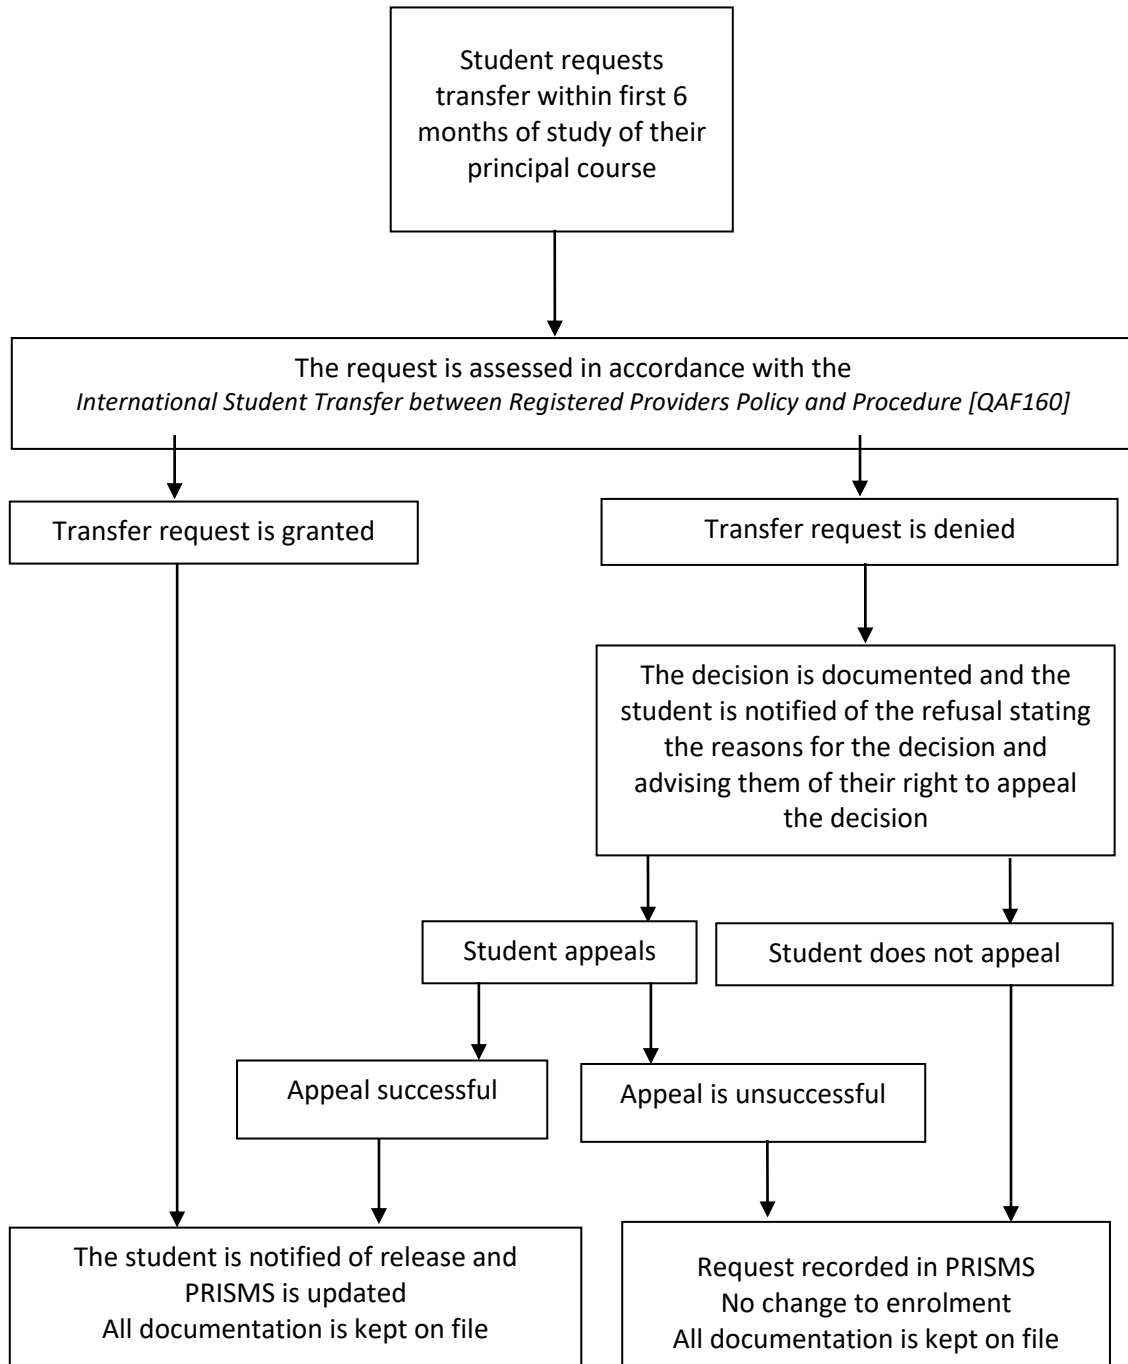 Student requests
transfer within first 6
months of study of their
principal course
The request is assessed in accordance with the
International Student Transfer between Registered Providers Policy and Procedure [QAF160]
Transfer request is granted
Transfer request is denied
The decision is documented and the
student is notified of the refusal stating
the reasons for the decision and
advising them of their right to appeal
the decision
Student appeals
Student does not appeal
Appeal successful
Appeal is unsuccessful
The student is notified of release and
PRISMS is updated
All documentation is kept on file
Request recorded in PRISMS
No change to enrolment
All documentation is kept on file